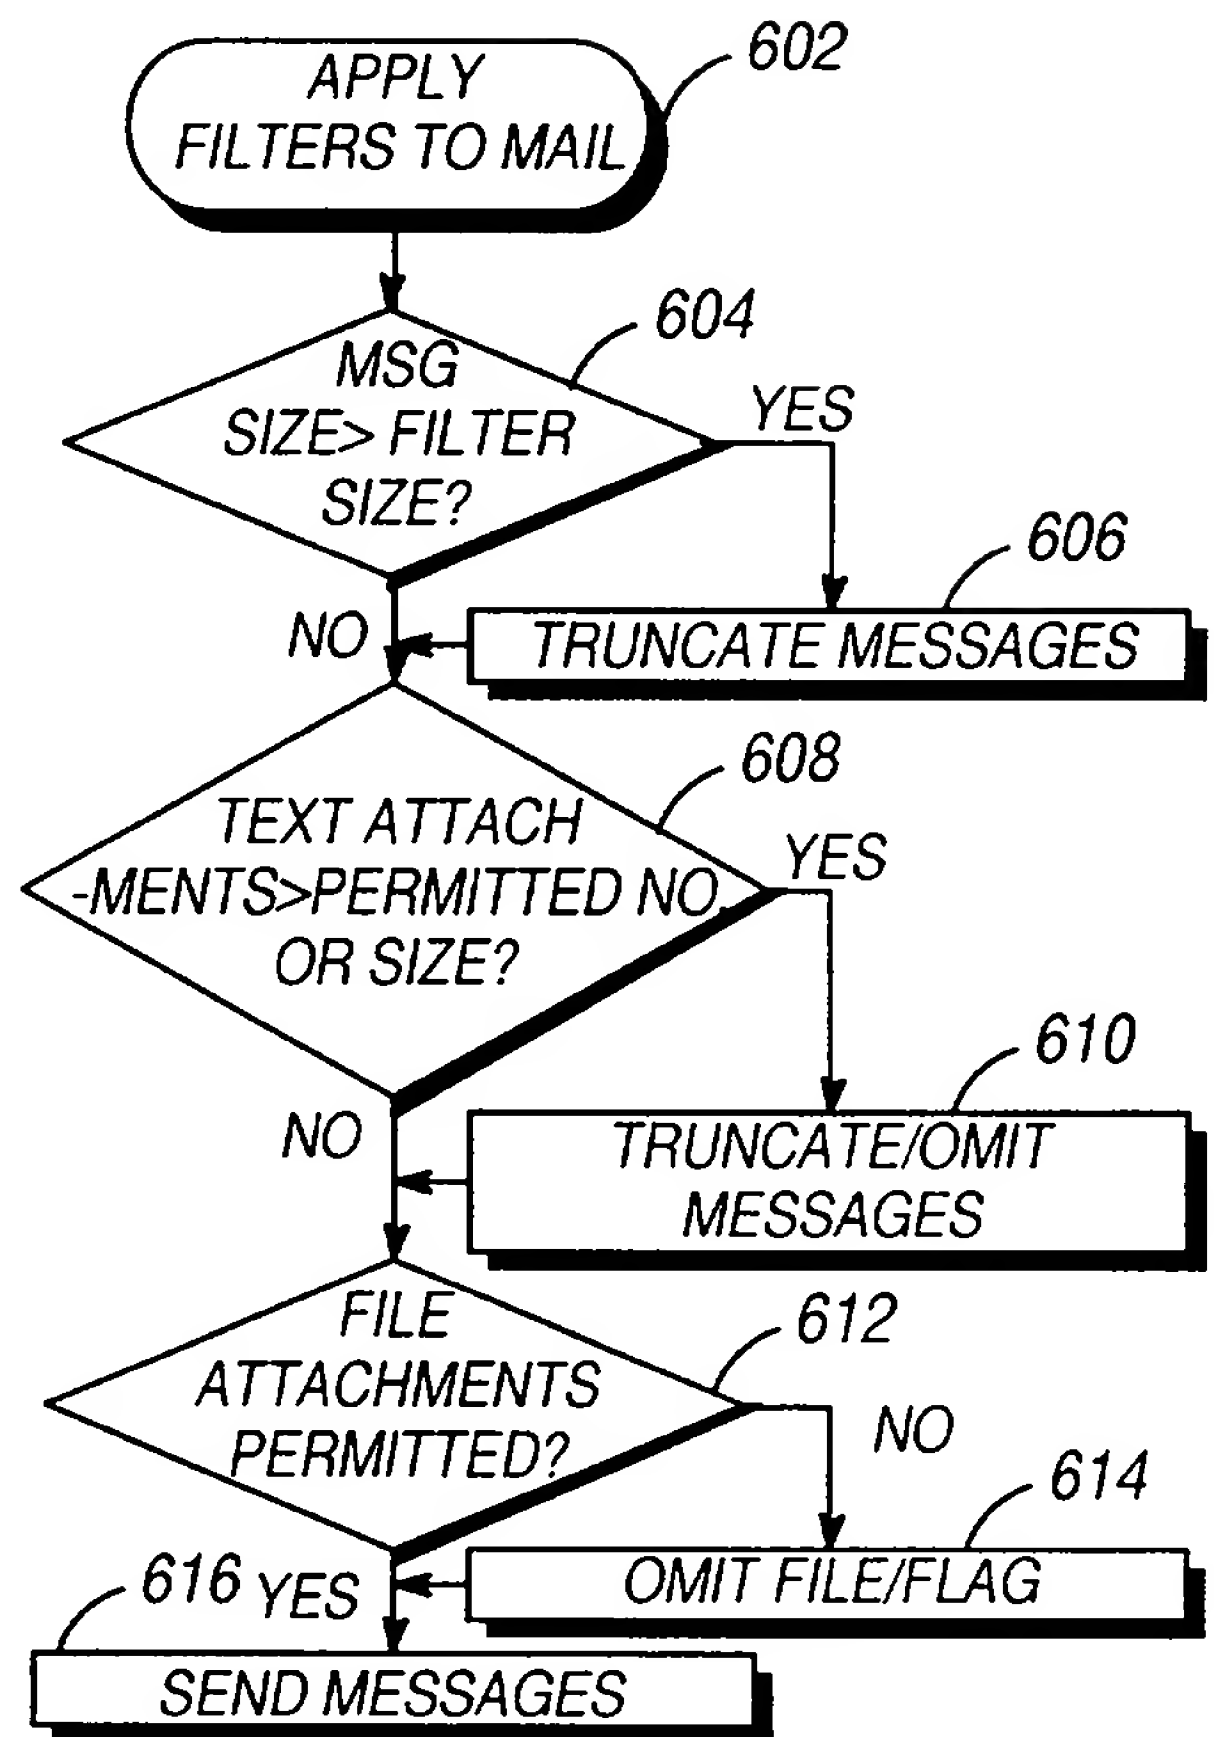 602
APPLY
FILTERS TO MAIL
604
MSG
SIZE> FILTER
SIZE?
YES
606
NO
TRUNCATE MESSAGES
608
TEXT ATTACH
-MENTS>PERMITTED NO.
OR SIZE?
YES
610
NO
TRUNCATE/OMIT
MESSAGES
612
FILE
ATTACHMENTS
PERMITTED?
NO
614
616
YES
OMIT FILE/FLAG
SEND MESSAGES